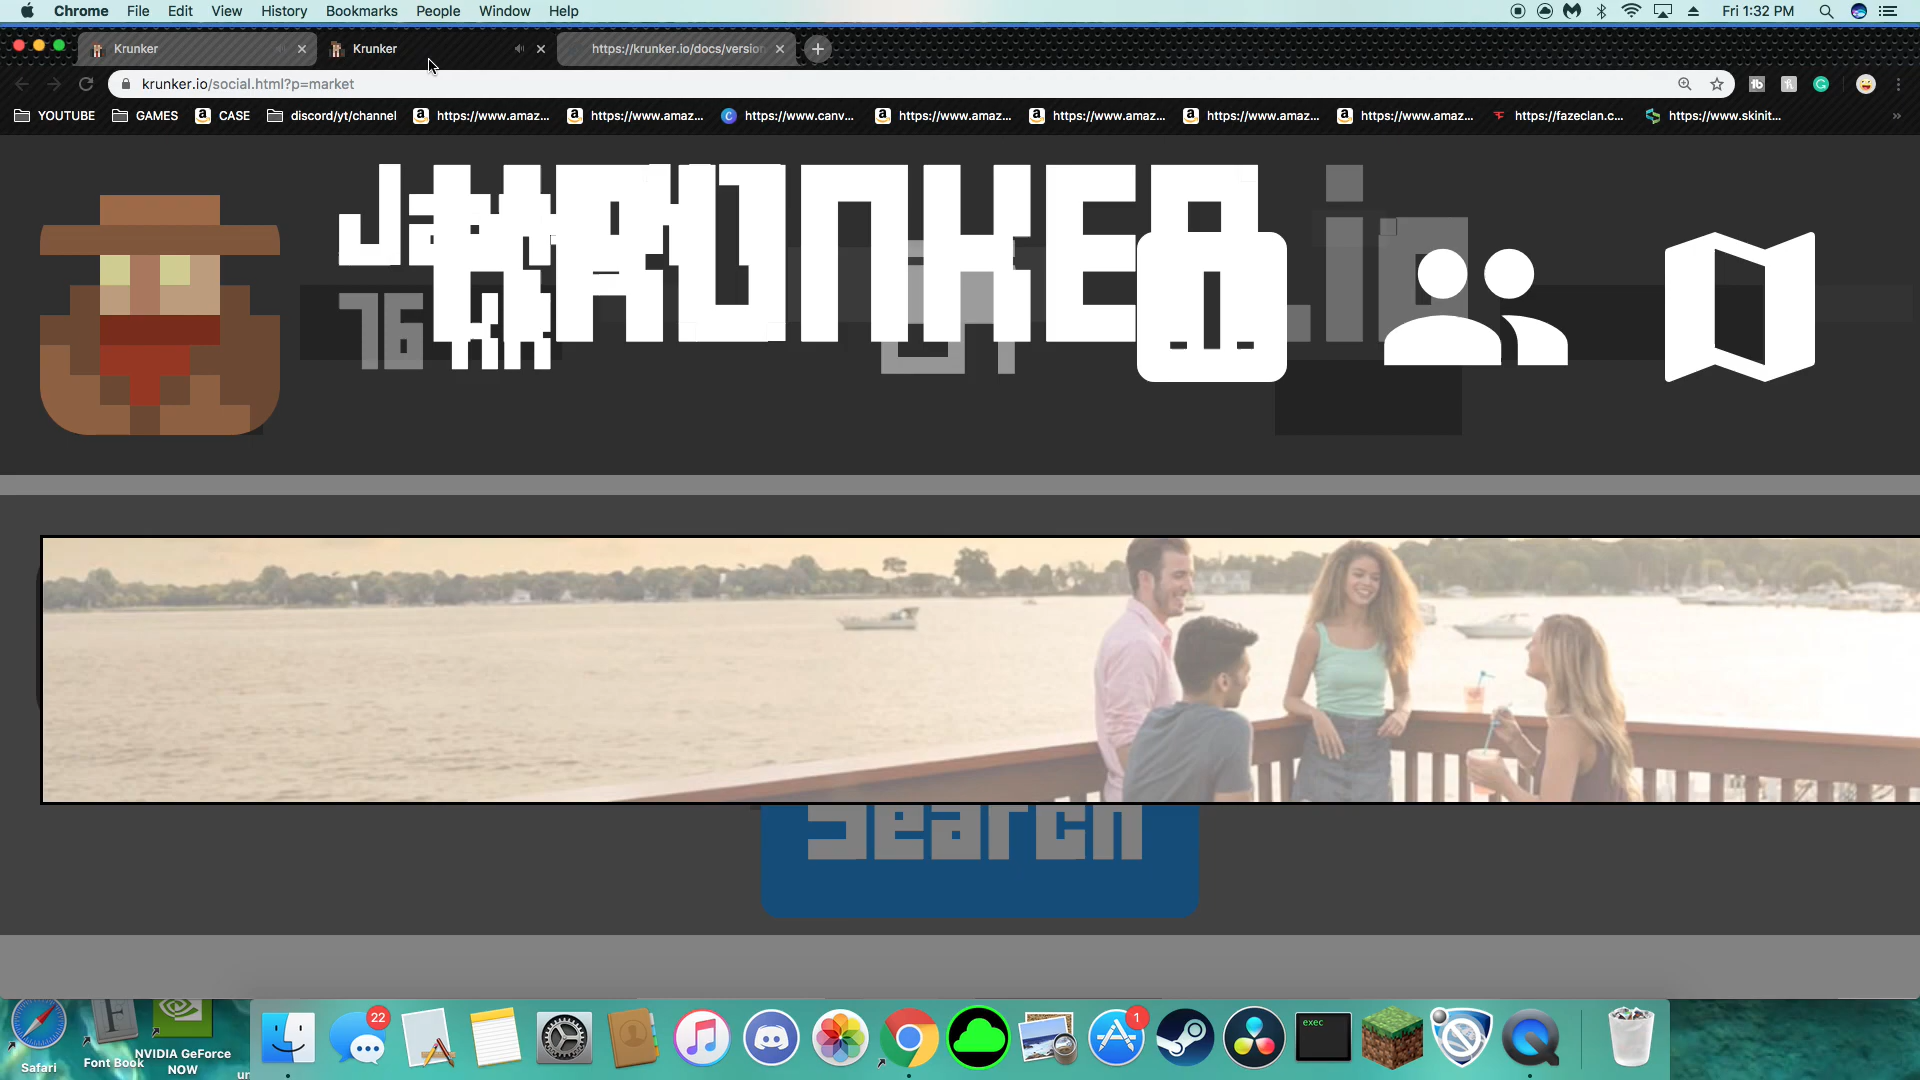 Chrome File Edit View History Bookmarks People Window Help Fri 1:32 PM
Krunker Krunker https://krunker.io/docs/version
krunker.io/social.html?p=market
YOUTUBE GAMES CASE discord/yt/channel https://www.amaz... https://www.amaz... https://www.canv... https://www.amaz... https://www.amaz... https://www.amaz... https://www.amaz... https://fazeclan.c... https://www.skinit...
KRUNKER.io
76
Search
22
1
exec
Safari
Font Book
NVIDIA GeForce
NOW